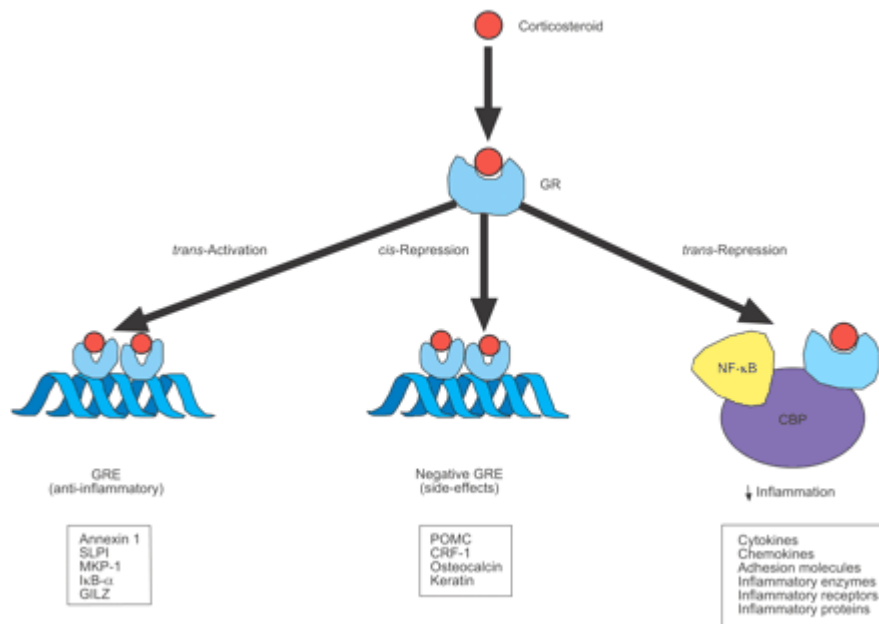 Corticosteroid
GR
trans-Activation
cis-Repression
trans-Repression
NF-κB
CBP
GRE
(anti-inflammatory)
Negative GRE
(side-effects)
↓ Inflammation
Annexin 1
SLPI
MKP-1
IκB-α
GILZ
POMC
CRF-1
Osteocalcin
Keratin
Cytokines
Chemokines
Adhesion molecules
Inflammatory enzymes
Inflammatory receptors
Inflammatory proteins